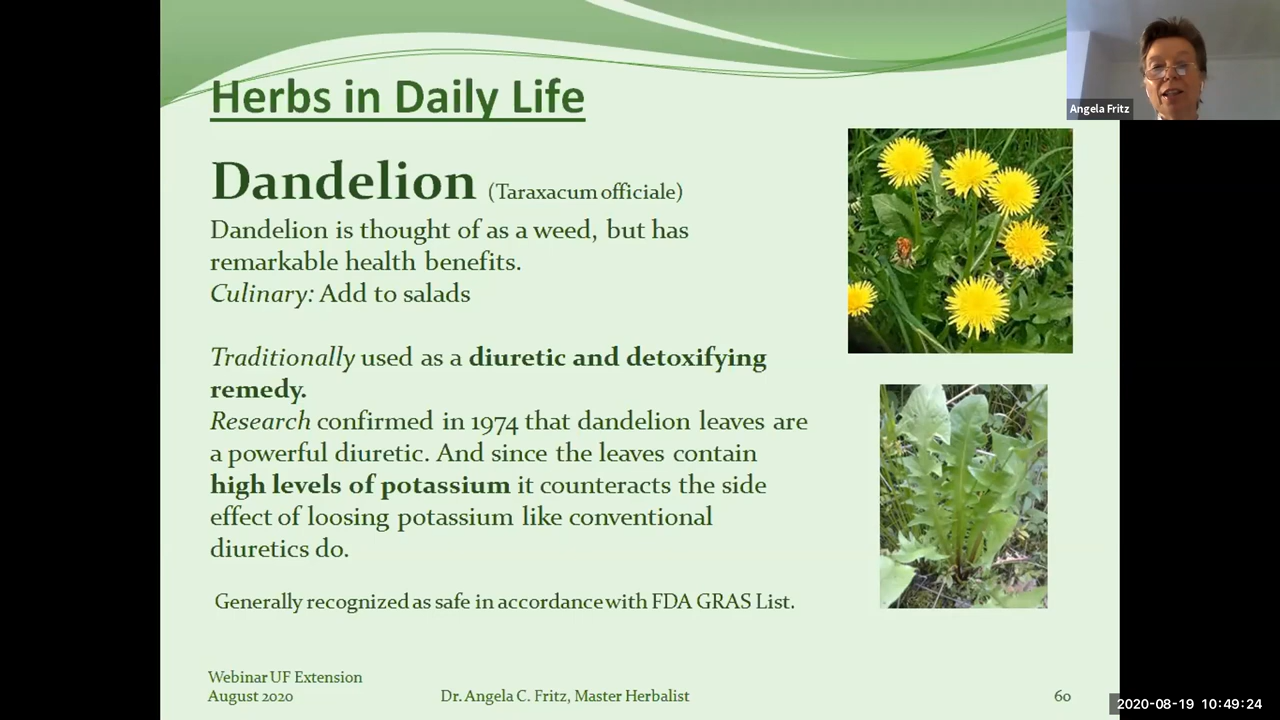 Herbs in Daily Life
Angela Fritz
Dandelion (Taraxacum officiale)
Dandelion is thought of as a weed, but has
remarkable health benefits.
Culinary: Add to salads
Traditionally used as a diuretic and detoxifying
remedy.
Research confirmed in 1974 that dandelion leaves are
a powerful diuretic. And since the leaves contain
high levels of potassium it counteracts the side
effect of loosing potassium like conventional
diuretics do.
Generally recognized as safe in accordance with FDA GRAS List.
Webinar UF Extension
August 2020
Dr. Angela C. Fritz, Master Herbalist
60
2020-08-19 10:49:24